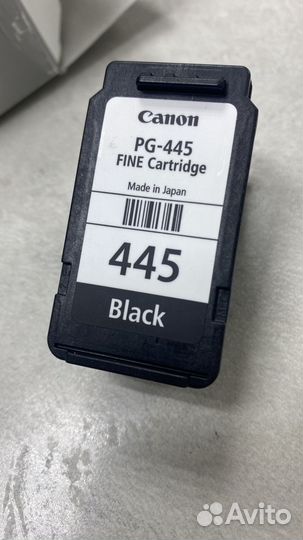 Canon
PG-445
FINE Cartridge
Made in Japan
445
Black
Avito